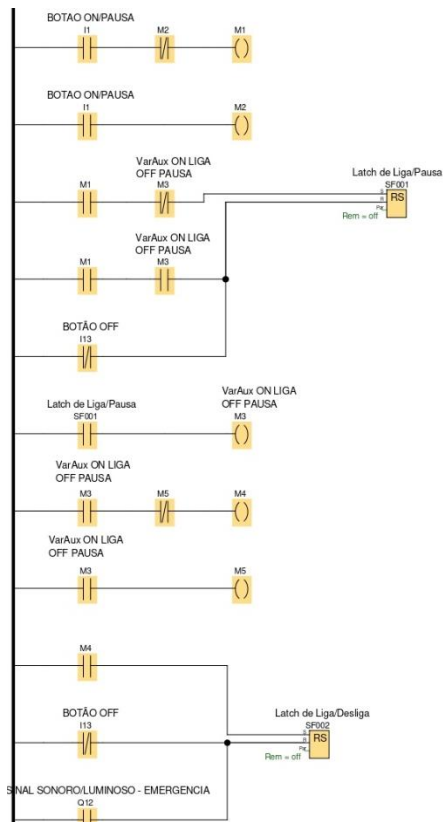 BOTAO ON/PAUSA
I1 M2 M1
BOTAO ON/PAUSA
I1 M2
VarAux ON LIGA
OFF PAUSA
M1 M3
Latch de Liga/Pausa
SF001
S
R RS
Par
Rem = off
VarAux ON LIGA
OFF PAUSA
M1 M3
BOTÃO OFF
I13
Latch de Liga/Pausa
SF001
VarAux ON LIGA
OFF PAUSA
M3
VarAux ON LIGA
OFF PAUSA
M3 M5 M4
VarAux ON LIGA
OFF PAUSA
M3 M5
M4
BOTÃO OFF
I13
Latch de Liga/Desliga
SF002
S
R RS
Par
Rem = off
SINAL SONORO/LUMINOSO - EMERGENCIA
Q12